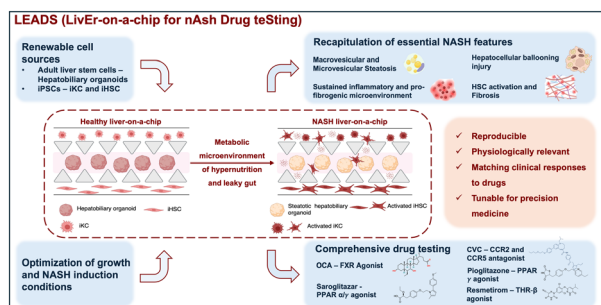 LEADS (LivEr-on-a-chip for nAsh Drug teSting)
Renewable cell
sources
• Adult liver stem cells –
Hepatobiliary organoids
• iPSCs – iKC and iHSC
Recapitulation of essential NASH features
Macrovesicular and
Microvesicular Steatosis
Hepatocellular ballooning
injury
Sustained inflammatory and pro-
fibrogenic microenvironment
HSC activation and
Fibrosis
Healthy liver-on-a-chip
Metabolic
microenvironment
of hypernutrition
and leaky gut
NASH liver-on-a-chip
Hepatobiliary organoid
iHSC
iKC
Steatotic hepatobiliary
organoid
Activated iHSC
Activated iKC
✓ Reproducible
✓ Physiologically relevant
✓ Matching clinical responses
to drugs
✓ Tunable for precision
medicine
Optimization of
growth and NASH induction
conditions
Comprehensive drug testing
OCA – FXR Agonist
Saroglitazar -
PPAR α/γ agonist
CVC – CCR2 and
CCR5 antagonist
Pioglitazone – PPAR
γ agonist
Resmetirom – THR-β
agonist